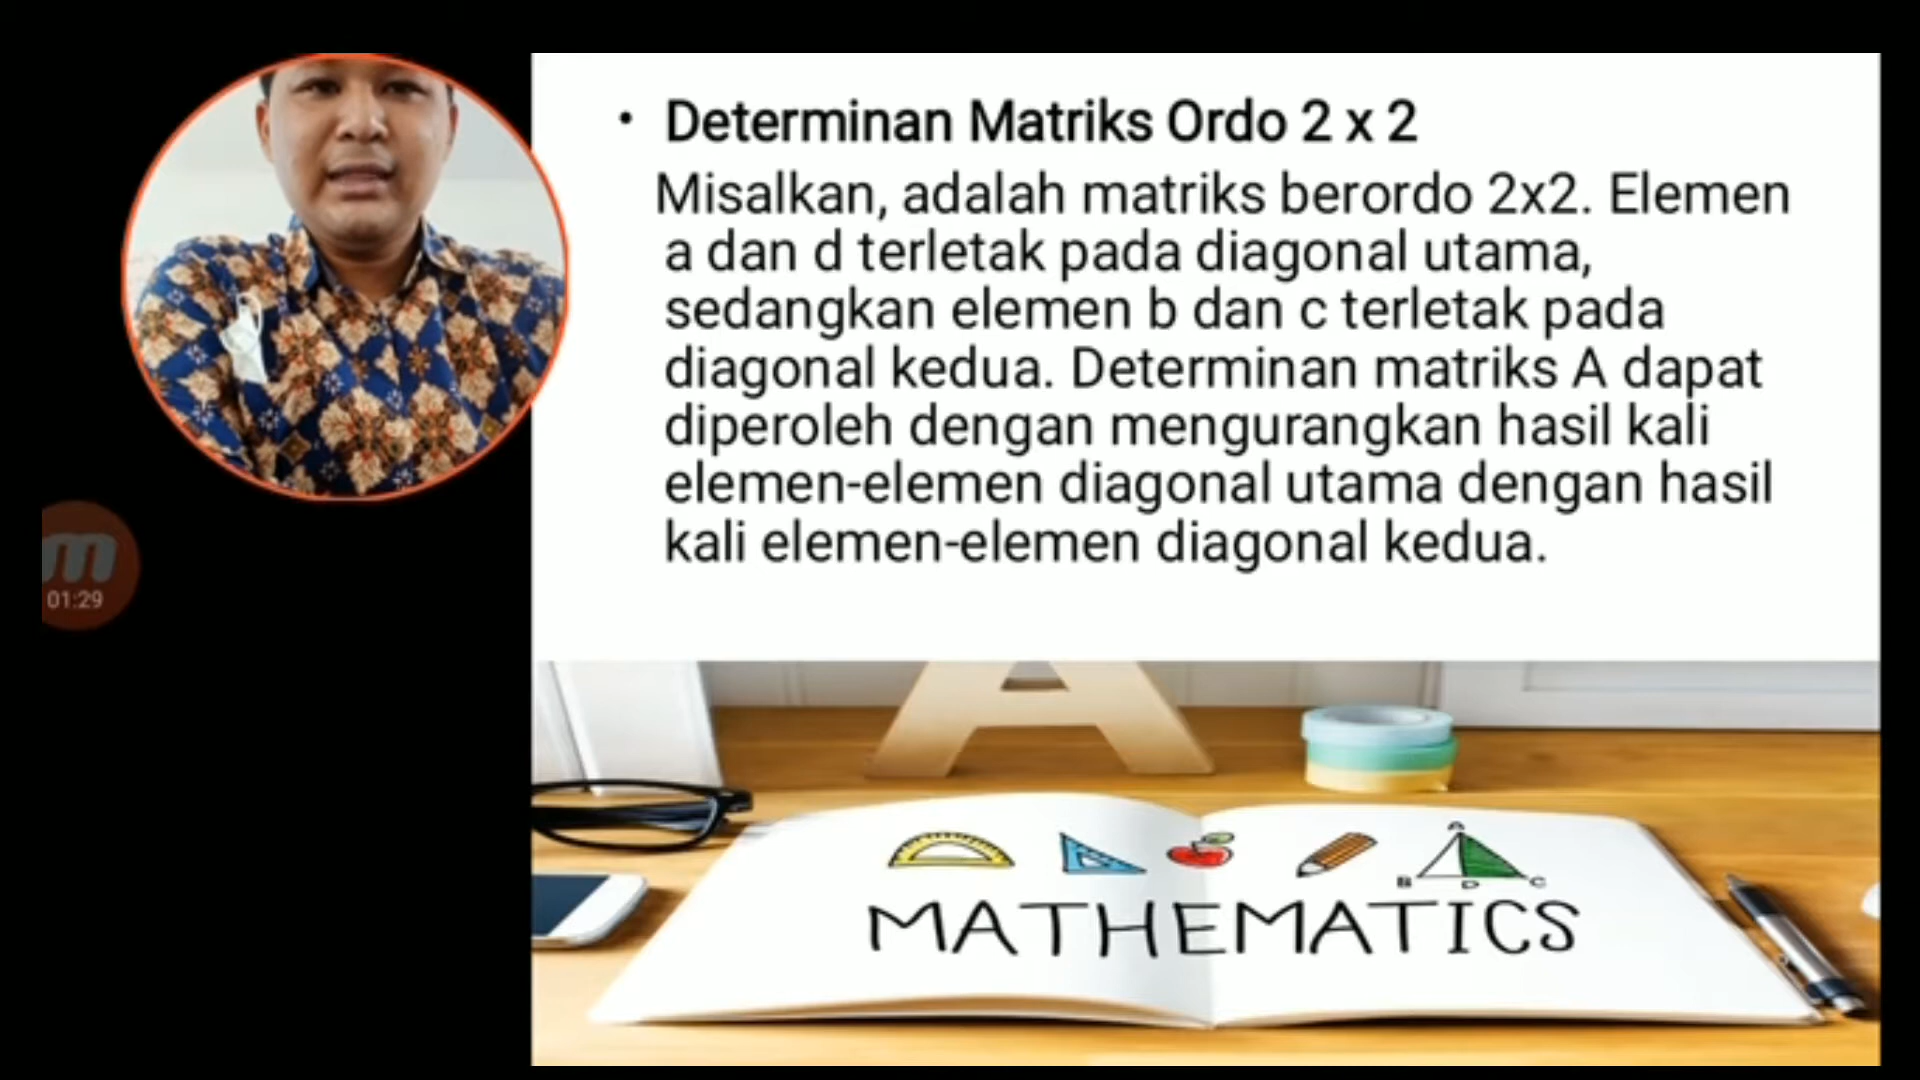 • Determinan Matriks Ordo 2 x 2
Misalkan, adalah matriks berordo 2x2. Elemen
a dan d terletak pada diagonal utama,
sedangkan elemen b dan c terletak pada
diagonal kedua. Determinan matriks A dapat
diperoleh dengan mengurangkan hasil kali
elemen-elemen diagonal utama dengan hasil
kali elemen-elemen diagonal kedua.
m
01:29
A
A
B D C
MATHEMATICS